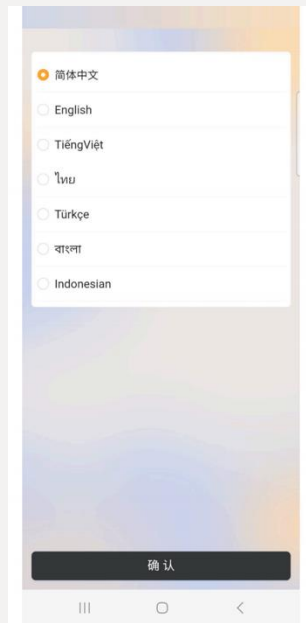 简体中文
English
TiếngViệt
ไทย
Türkçe
বাংলা
Indonesian
确 认